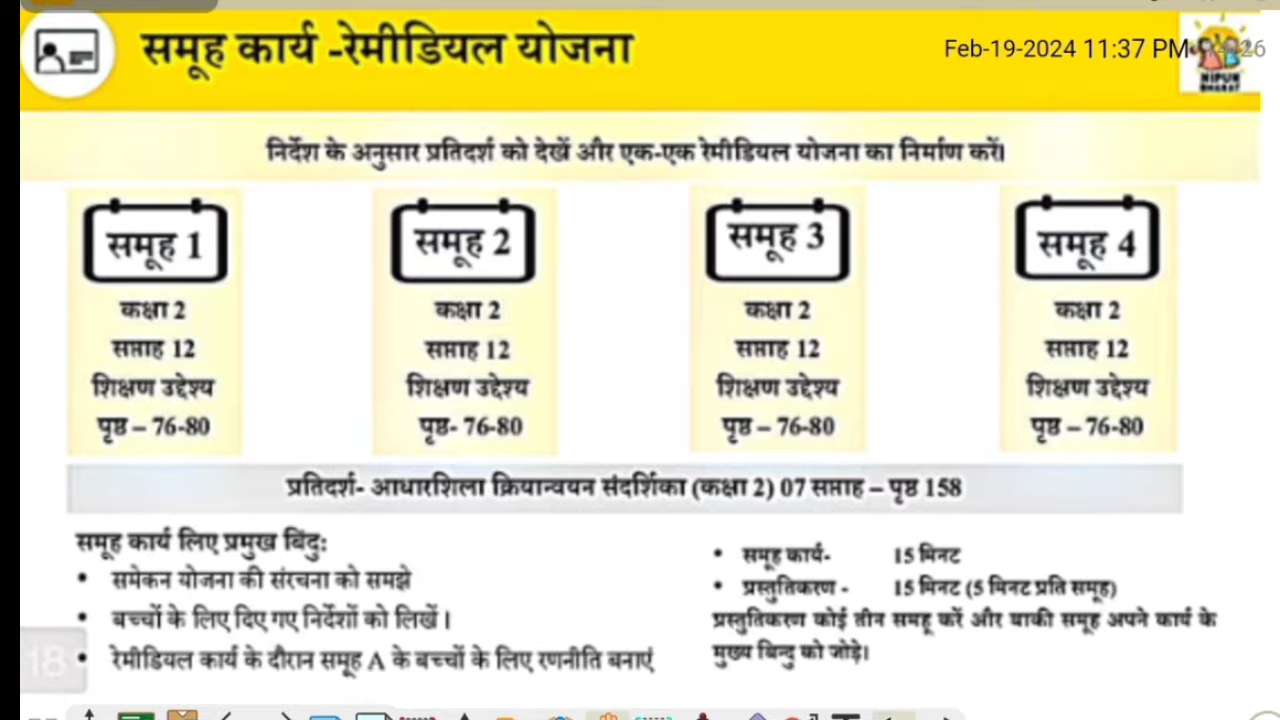 समूह कार्य -रेमीडियल योजना
Feb-19-2024 11:37 PM
NIPUN
BHARAT
निर्देश के अनुसार प्रतिदर्श को देखें और एक-एक रेमीडियल योजना का निर्माण करें।
समूह 1
कक्षा 2
सप्ताह 12
शिक्षण उद्देश्य
पृष्ठ – 76-80
समूह 2
कक्षा 2
सप्ताह 12
शिक्षण उद्देश्य
पृष्ठ- 76-80
समूह 3
कक्षा 2
सप्ताह 12
शिक्षण उद्देश्य
पृष्ठ – 76-80
समूह 4
कक्षा 2
सप्ताह 12
शिक्षण उद्देश्य
पृष्ठ – 76-80
प्रतिदर्श- आधारशिला क्रियान्वयन संदर्शिका (कक्षा 2) 07 सप्ताह – पृष्ठ 158
समूह कार्य लिए प्रमुख बिंदु:
• समेकन योजना की संरचना को समझे
• बच्चों के लिए दिए गए निर्देशों को लिखें ।
• रेमीडियल कार्य के दौरान समूह A के बच्चों के लिए रणनीति बनाएं
• समूह कार्य- 15 मिनट
• प्रस्तुतिकरण - 15 मिनट (5 मिनट प्रति समूह)
प्रस्तुतिकरण कोई तीन समहू करें और बाकी समूह अपने कार्य के
मुख्य बिन्दु को जोड़े।
18